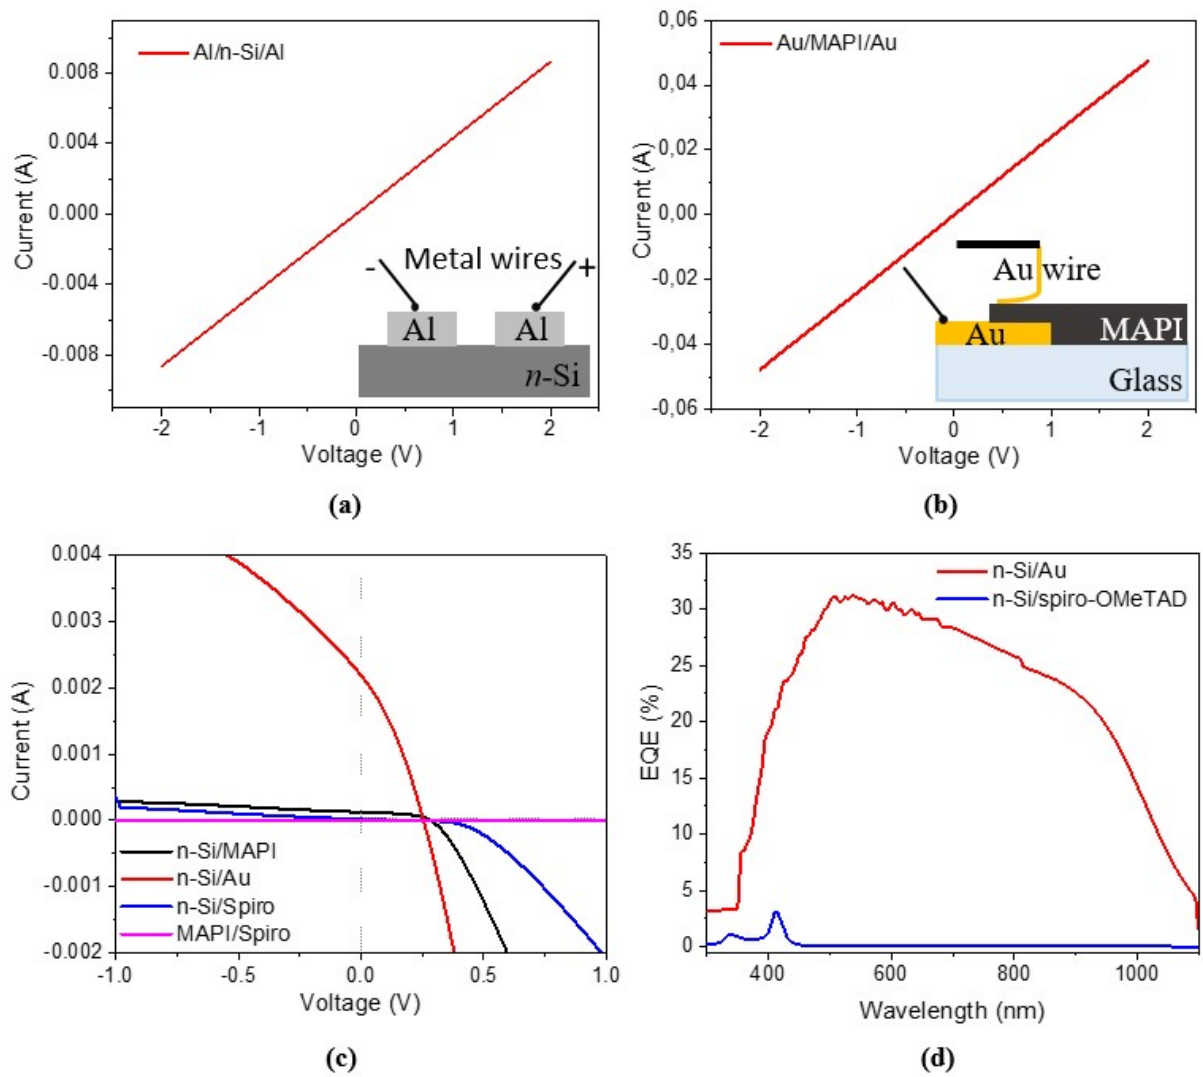 Al/n-Si/Al
0.008
0.004
0.000
-0.004
-0.008
Current (A)
-2
-1
0
1
2
Voltage (V)
-
Metal wires
+
Al
Al
n-Si
(a)
Au/MAPI/Au
0,06
0,04
0,02
0,00
-0,02
-0,04
-0,06
Current (A)
-2
-1
0
1
2
Voltage (V)
Au wire
MAPI
Au
Glass
(b)
0.004
0.003
0.002
0.001
0.000
-0.001
-0.002
Current (A)
n-Si/MAPI
n-Si/Au
n-Si/Spiro
MAPI/Spiro
-1.0
-0.5
0.0
0.5
1.0
Voltage (V)
(c)
35
30
25
20
15
10
5
0
EQE (%)
n-Si/Au
n-Si/spiro-OMeTAD
400
600
800
1000
Wavelength (nm)
(d)